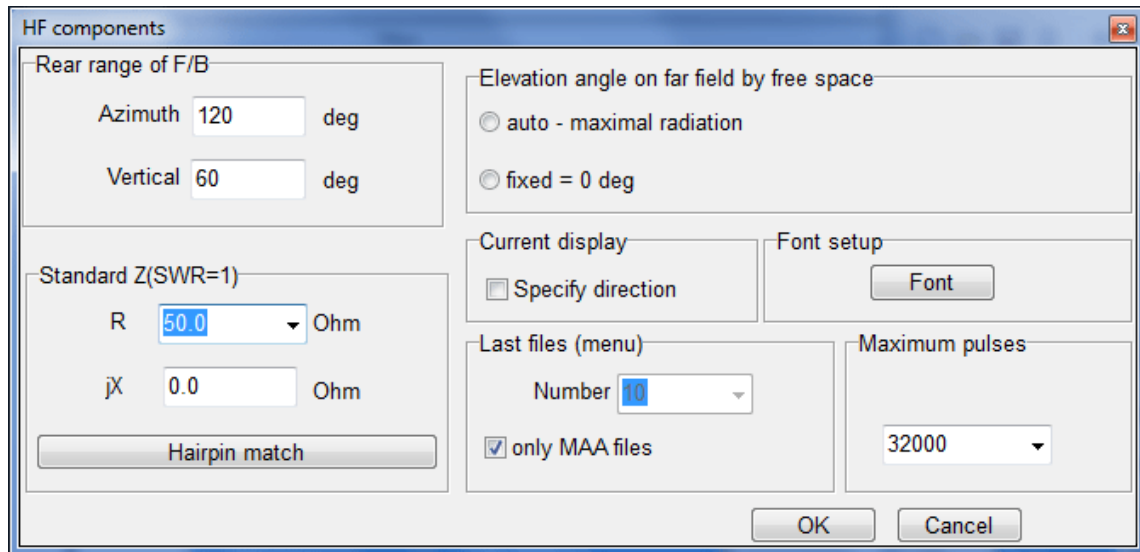 HF components
Rear range of F/B
Azimuth 120 deg
Vertical 60 deg
Elevation angle on far field by free space
auto - maximal radiation
fixed = 0 deg
Standard Z(SWR=1)
R 50.0 Ohm
jX 0.0 Ohm
Hairpin match
Current display
Specify direction
Font setup
Font
Last files (menu)
Number 10
only MAA files
Maximum pulses
32000
OK
Cancel